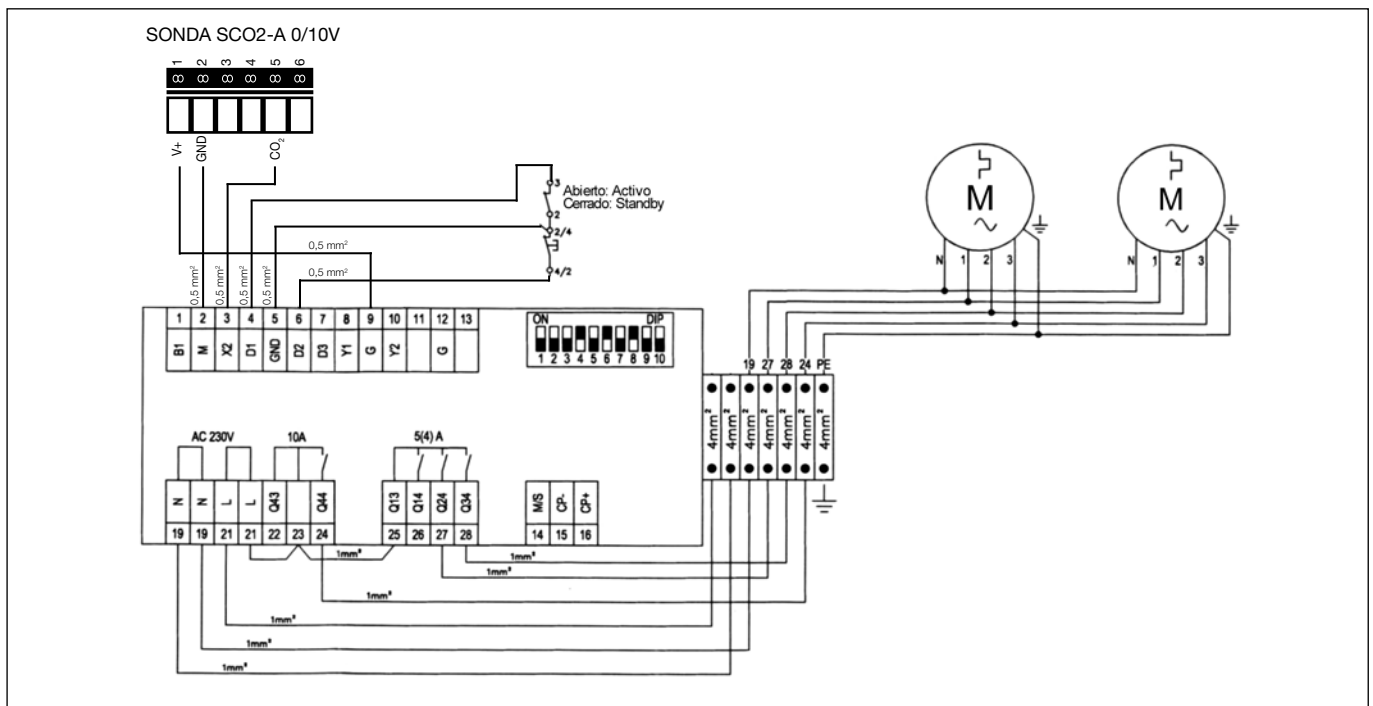 SONDA SCO2-A 0/10V
1 2 3 4 5 6
8 8 8 8 8 8
V+ GND CO₂
3
Abierto: Activo
Cerrado: Standby
2
2/4
4/2
0,5 mm²
0,5 mm²
0,5 mm² 0,5 mm² 0,5 mm² 0,5 mm²
M M
N 1 2 3 N 1 2 3
1 2 3 4 5 6 7 8 9 10 11 12 13
B1 M X2 D1 GND D2 D3 Y1 G Y2 G
ON DIP
1 2 3 4 5 6 7 8 9 10
19 27 28 24 PE
4mm² 4mm² 4mm² 4mm² 4mm² 4mm² 4mm²
AC 230V 10A 5(4) A
N N L L Q43 Q44 Q13 Q14 Q24 Q34 M/S CP- CP+
19 19 21 21 22 23 24 25 26 27 28 14 15 16
1mm²
1mm²
1mm²
1mm²
1mm²
1mm²
1mm²